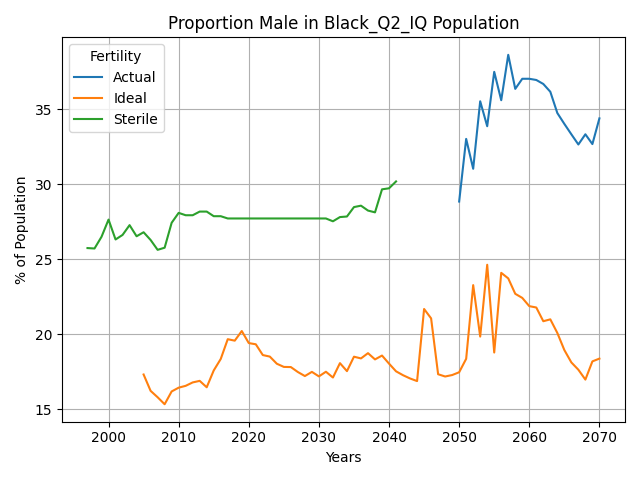 Proportion Male in Black_Q2_IQ Population
Fertility
Actual
Ideal
Sterile
% of Population
35
30
25
20
15
2000 2010 2020 2030 2040 2050 2060 2070
Years